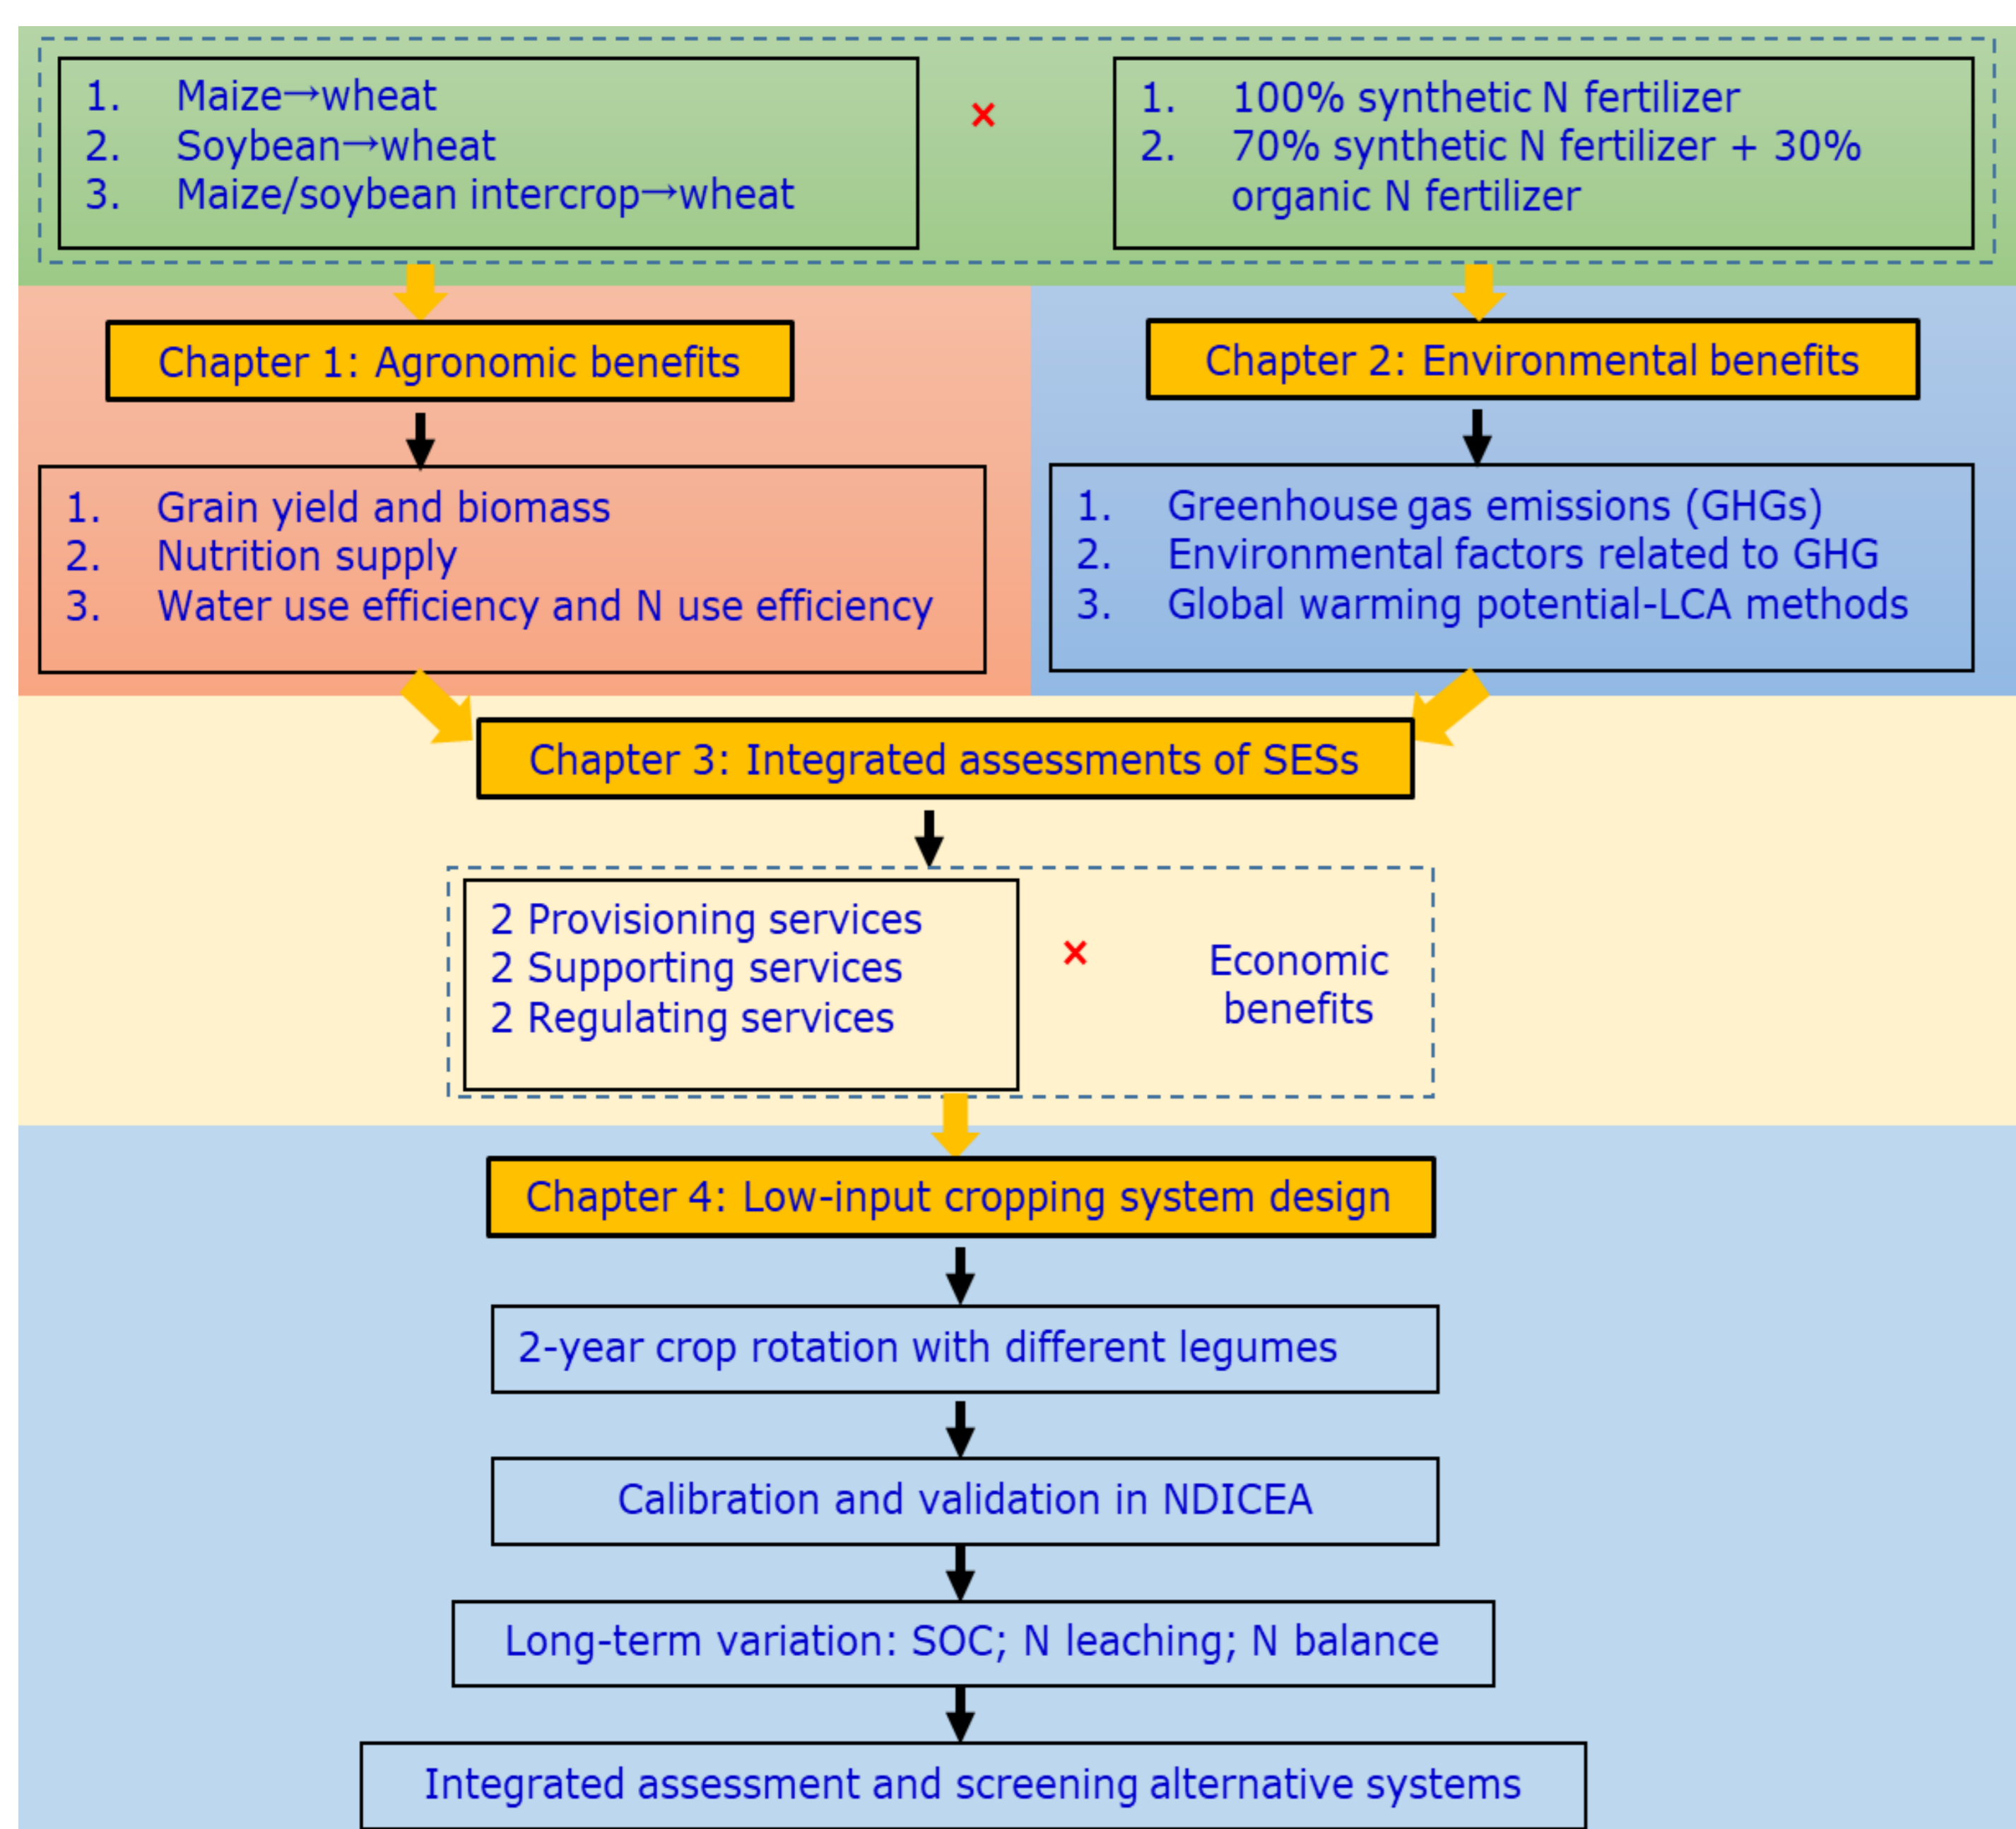 1. Maize→wheat
2. Soybean→wheat
3. Maize/soybean intercrop→wheat
×
1. 100% synthetic N fertilizer
2. 70% synthetic N fertilizer + 30%
organic N fertilizer
Chapter 1: Agronomic benefits
Chapter 2: Environmental benefits
1. Grain yield and biomass
2. Nutrition supply
3. Water use efficiency and N use efficiency
1. Greenhouse gas emissions (GHGs)
2. Environmental factors related to GHG
3. Global warming potential-LCA methods
Chapter 3: Integrated assessments of SESs
2 Provisioning services
2 Supporting services
2 Regulating services
×
Economic
benefits
Chapter 4: Low-input cropping system design
2-year crop rotation with different legumes
Calibration and validation in NDICEA
Long-term variation: SOC; N leaching; N balance
Integrated assessment and screening alternative systems